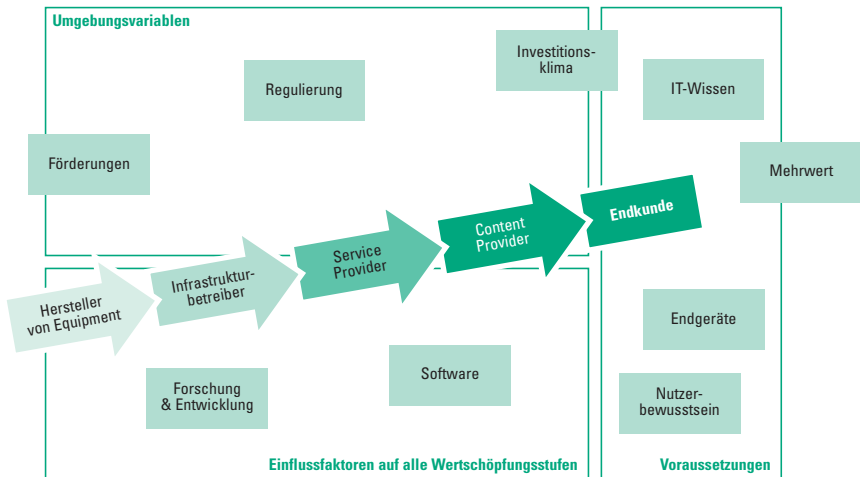 Umgebungsvariablen
Investitions-
klima
Regulierung
IT-Wissen
Förderungen
Mehrwert
Hersteller
von Equipment
Infrastruktur-
betreiber
Service
Provider
Content
Provider
Endkunde
Endgeräte
Software
Forschung
& Entwicklung
Nutzer-
bewusstsein
Einflussfaktoren auf alle Wertschöpfungsstufen
Voraussetzungen